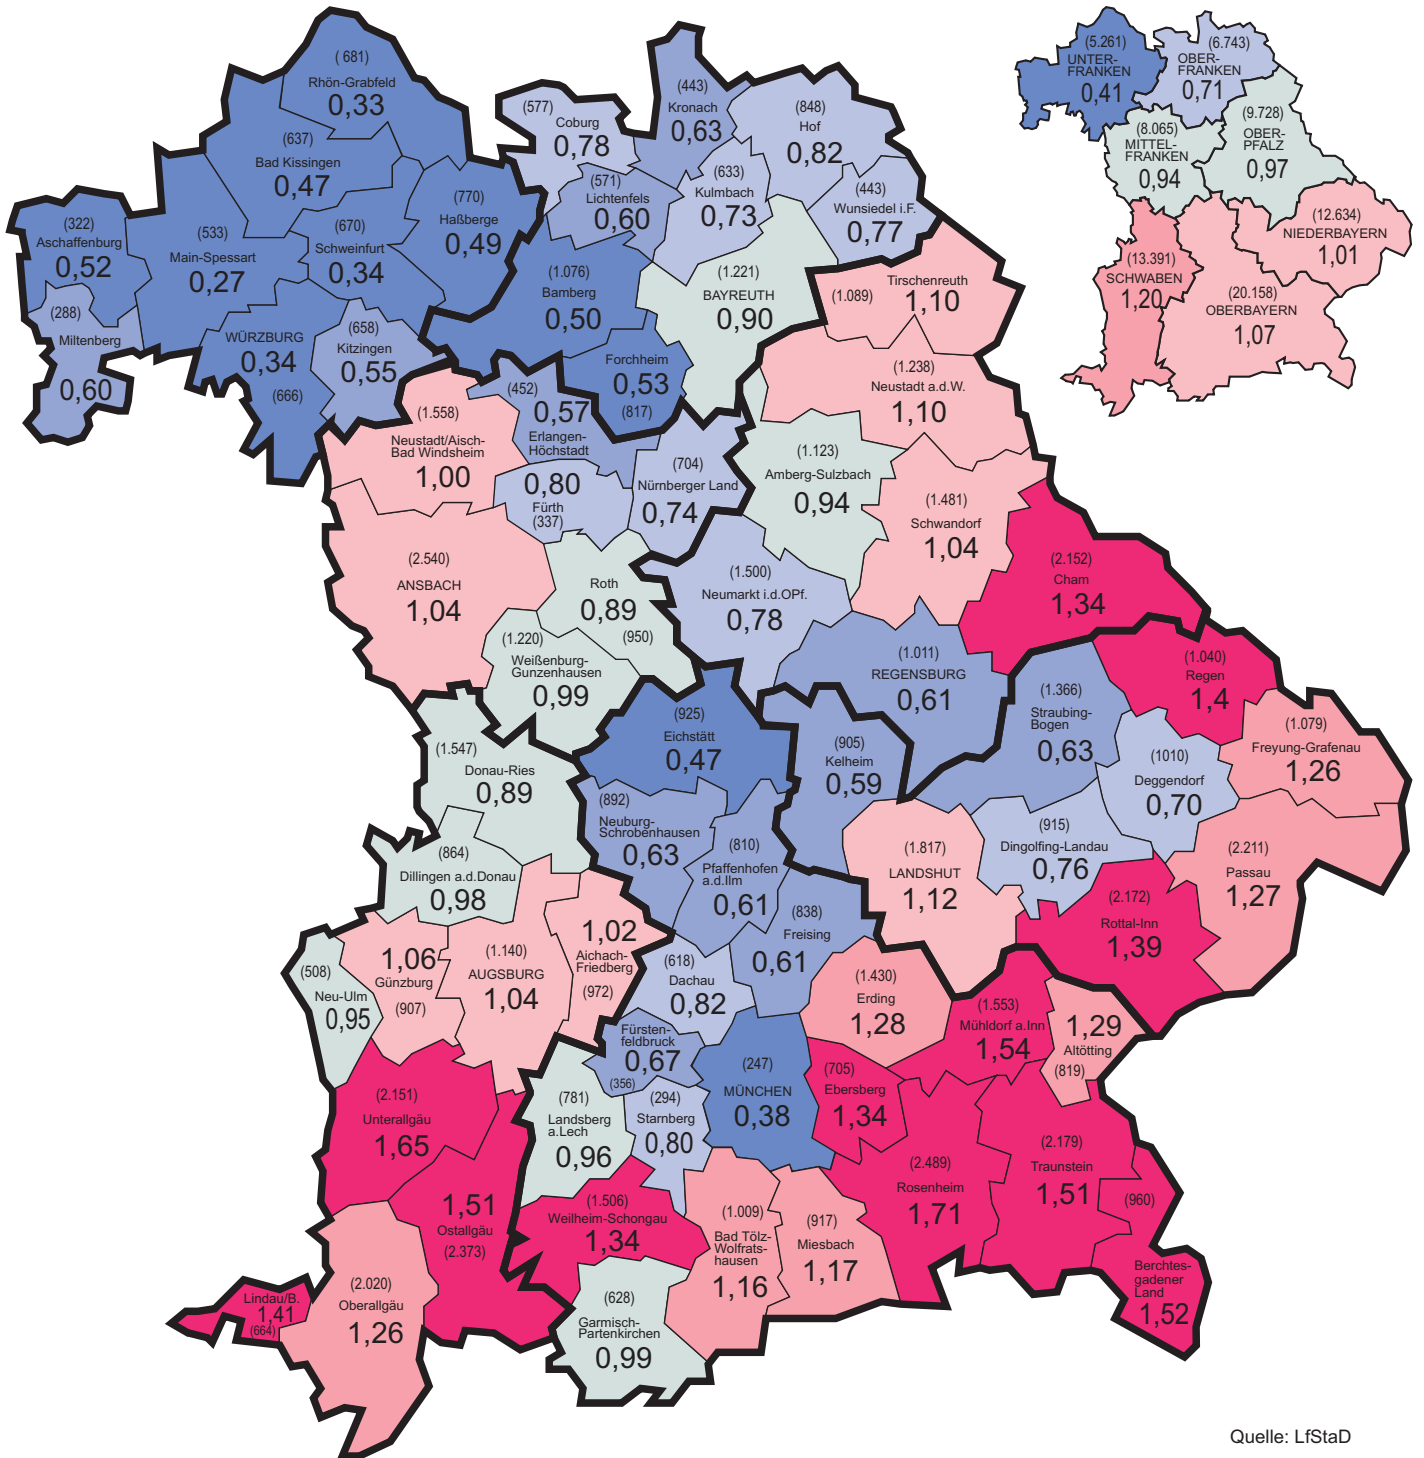 ( 681)
Rhön-Grabfeld
0,33
(637)
Bad Kissingen
0,47
(770)
Haßberge
0,49
(322)
Aschaffenburg
0,52
(533)
Main-Spessart
0,27
(670)
Schweinfurt
0,34
(288)
Miltenberg
0,60
WÜRZBURG
0,34
(666)
(658)
Kitzingen
0,55
(577)
Coburg
0,78
(443)
Kronach
0,63
(848)
Hof
0,82
(571)
Lichtenfels
0,60
(633)
Kulmbach
0,73
(443)
Wunsiedel i.F.
0,77
(1.076)
Bamberg
0,50
(1.221)
BAYREUTH
0,90
Forchheim
0,53
(817)
(1.089)
Tirschenreuth
1,10
(1.238)
Neustadt a.d.W.
1,10
(1.558)
Neustadt/Aisch-
Bad Windsheim
1,00
(452)
0,57
Erlangen-
Höchstadt
0,80
Fürth
(337)
(704)
Nürnberger Land
0,74
(1.123)
Amberg-Sulzbach
0,94
(1.481)
Schwandorf
1,04
(2.540)
ANSBACH
1,04
Roth
0,89
(950)
(1.220)
Weißenburg-
Gunzenhausen
0,99
(1.500)
Neumarkt i.d.OPf.
0,78
(2.152)
Cham
1,34
(1.011)
REGENSBURG
0,61
(1.040)
Regen
1,4
(1.366)
Straubing-
Bogen
0,63
(1.079)
Freyung-Grafenau
1,26
(1010)
Deggendorf
0,70
(925)
Eichstätt
0,47
(905)
Kelheim
0,59
(1.547)
Donau-Ries
0,89
(892)
Neuburg-
Schrobenhausen
0,63
(810)
Pfaffenhofen
a.d.Ilm
0,61
(915)
Dingolfing-Landau
0,76
(2.211)
Passau
1,27
(1.817)
LANDSHUT
1,12
(2.172)
Rottal-Inn
1,39
(864)
Dillingen a.d.Donau
0,98
(838)
Freising
0,61
1,06
Günzburg
(907)
(1.140)
AUGSBURG
1,04
1,02
Aichach-
Friedberg
(972)
(508)
Neu-Ulm
0,95
(618)
Dachau
0,82
(1.430)
Erding
1,28
(1.553)
Mühldorf a.Inn
1,54
1,29
Altötting
(819)
Fürsten-
feldbruck
0,67
(356)
(247)
MÜNCHEN
0,38
(705)
Ebersberg
1,34
(2.151)
Unterallgäu
1,65
(781)
Landsberg
a.Lech
0,96
(294)
Starnberg
0,80
(2.489)
Rosenheim
1,71
(2.179)
Traunstein
1,51
(960)
Berchtes-
gadener
Land
1,52
1,51
Ostallgäu
(2.373)
(1.506)
Weilheim-Schongau
1,34
(1.009)
Bad Tölz-
Wolfrats-
hausen
1,16
(917)
Miesbach
1,17
(2.020)
Oberallgäu
1,26
Lindau/B.
1,41
(664)
(628)
Garmisch-
Partenkirchen
0,99
(5.261)
UNTER-
FRANKEN
0,41
(6.743)
OBER-
FRANKEN
0,71
(8.065)
MITTEL-
FRANKEN
0,94
(9.728)
OBER-
PFALZ
0,97
(12.634)
NIEDERBAYERN
1,01
(13.391)
SCHWABEN
1,20
(20.158)
OBERBAYERN
1,07
Quelle: LfStaD